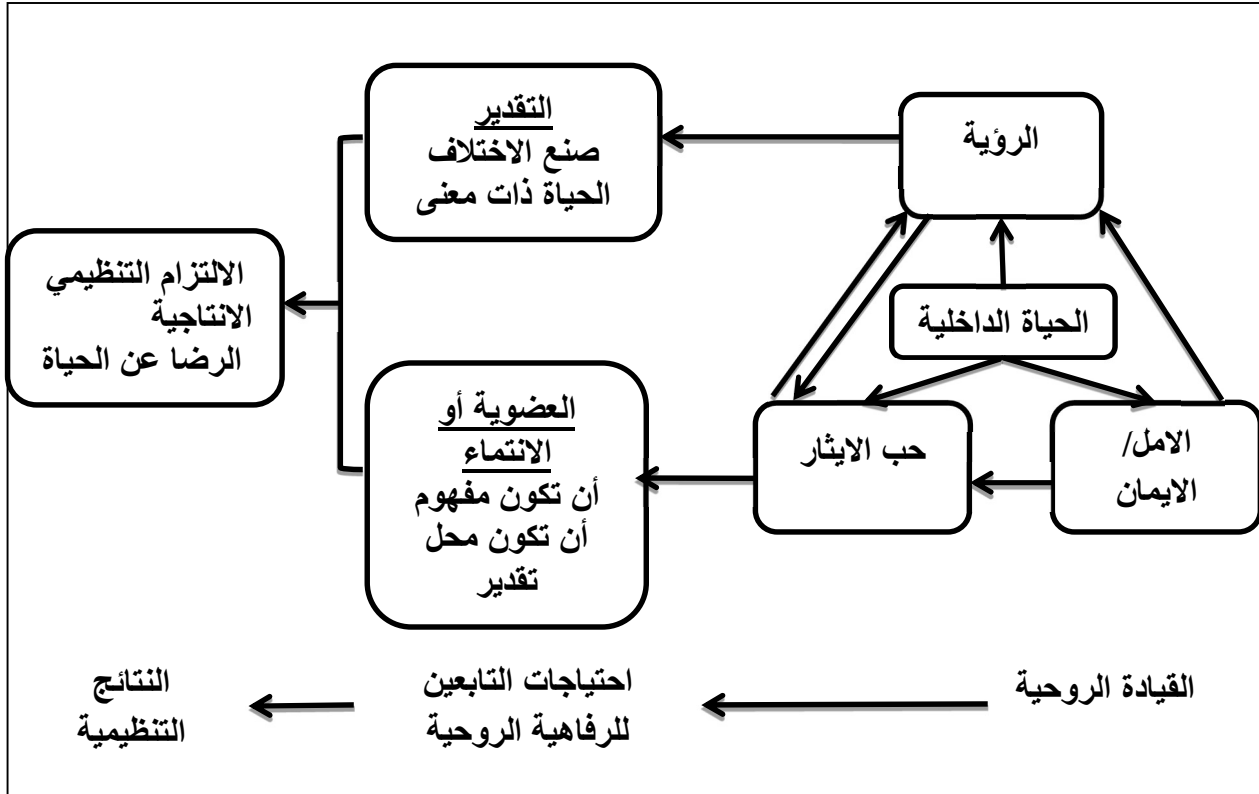 الرؤية
الحياة الداخلية
الامل/
الايمان
حب الايثار
التقدير
صنع الاختلاف
الحياة ذات معنى
العضوية أو
الانتماء
أن تكون مفهوم
أن تكون محل
تقدير
الالتزام التنظيمي
الانتاجية
الرضا عن الحياة
القيادة الروحية
احتياجات التابعين
للرفاهية الروحية
النتائج
التنظيمية